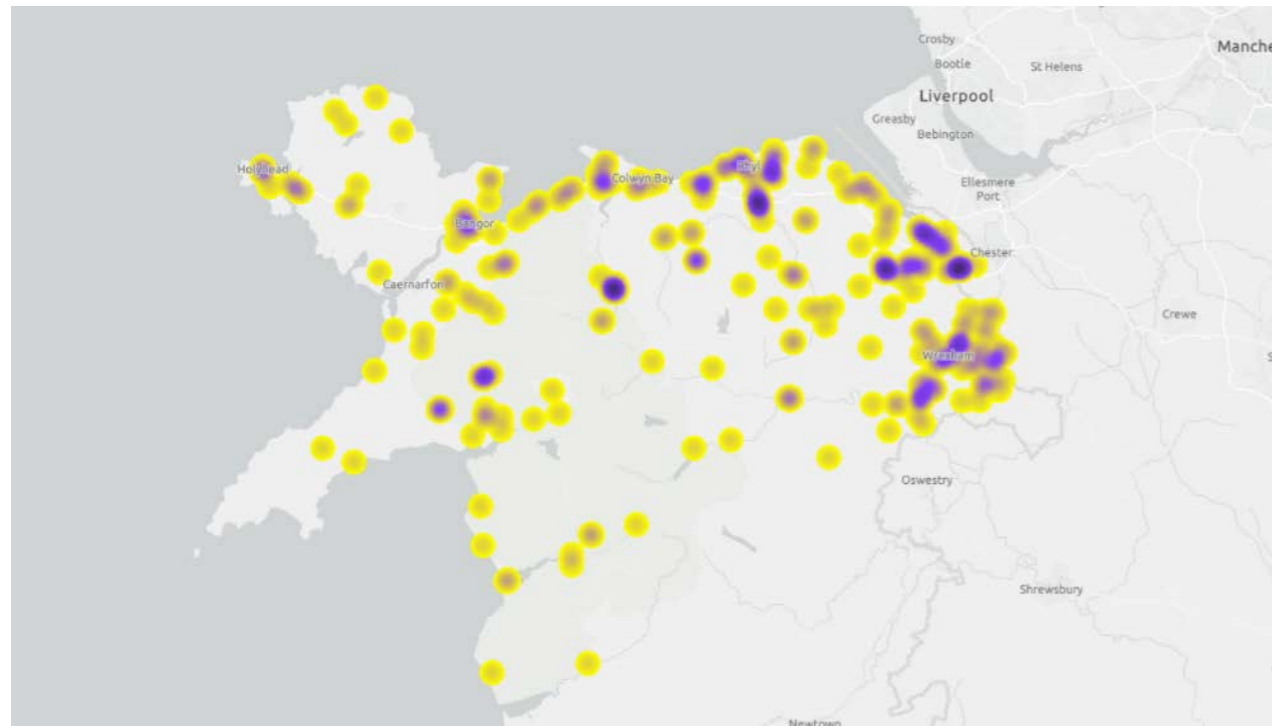 Crosby
Bootle
St Helens
Manche
Liverpool
Greasby
Bebington
Holyhead
Rhyl
Colwyn Bay
Ellesmere
Port
Bangor
Chester
Caernarfon
Crewe
Wrexham
Oswestry
Shrewsbury
Newtown